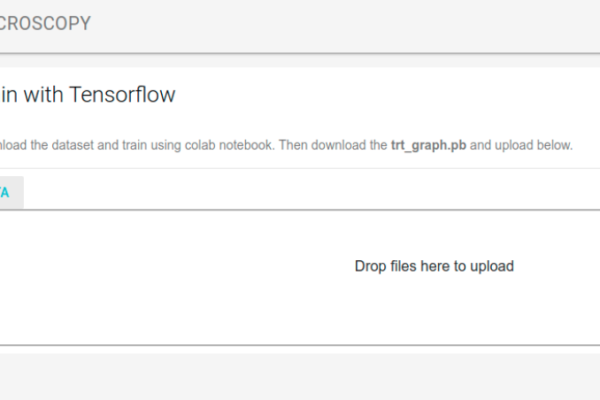 CROSCOPY
in with Tensorflow
nload the dataset and train using colab notebook. Then download the trt_graph.pb and upload below.
TA
Drop files here to upload